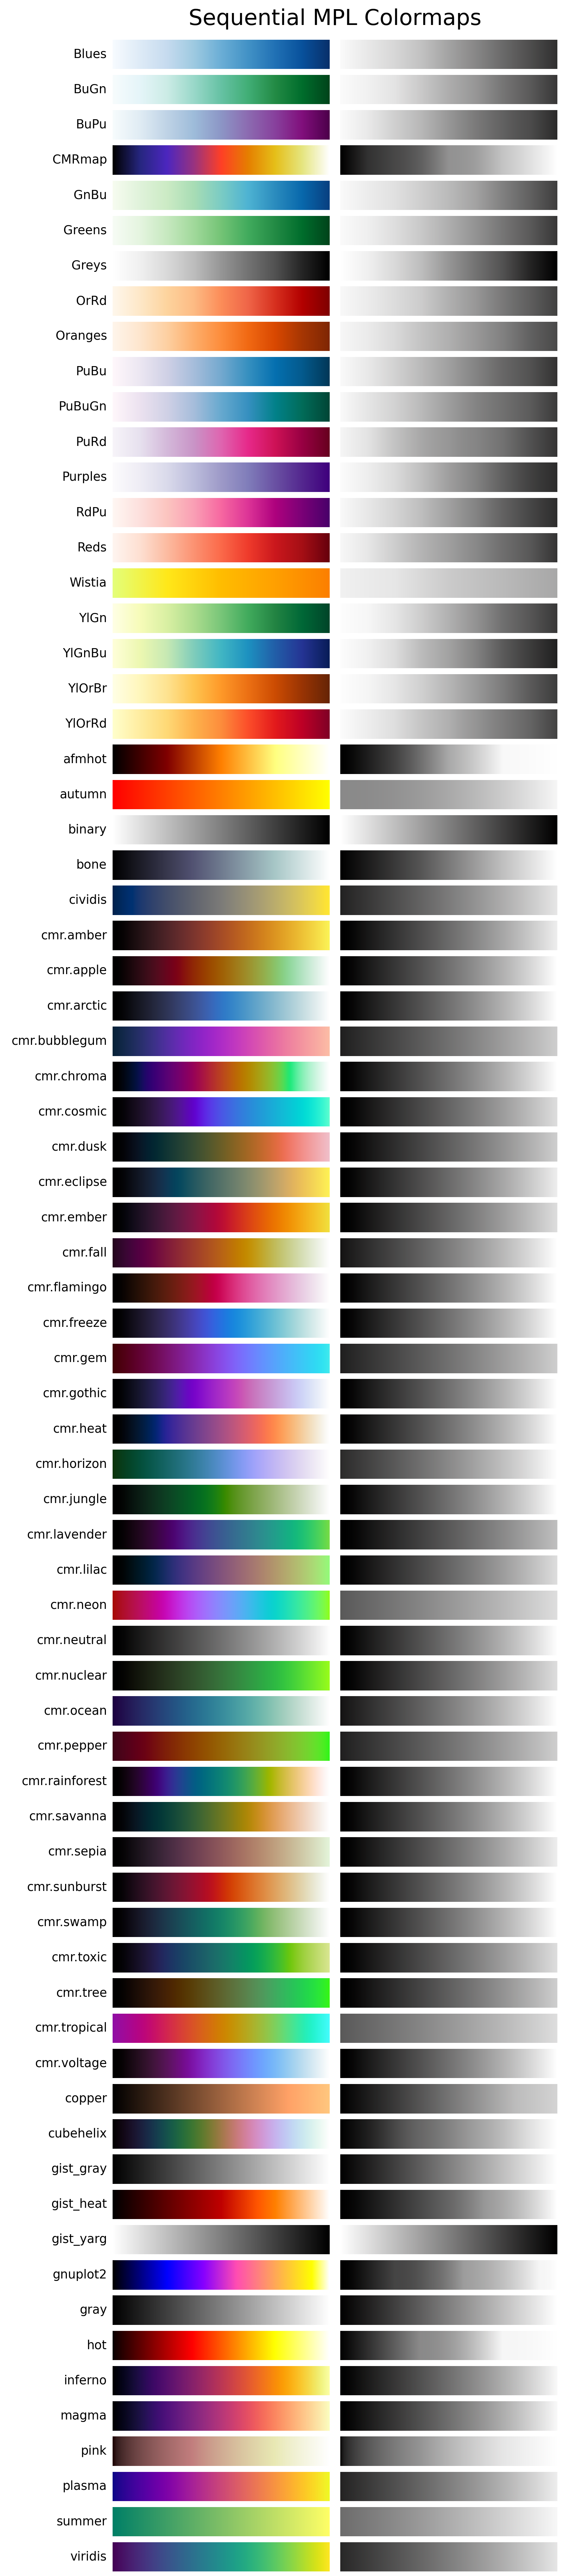 Sequential MPL Colormaps
Blues
BuGn
BuPu
CMRmap
GnBu
Greens
Greys
OrRd
Oranges
PuBu
PuBuGn
PuRd
Purples
RdPu
Reds
Wistia
YlGn
YlGnBu
YlOrBr
YlOrRd
afmhot
autumn
binary
bone
cividis
cmr.amber
cmr.apple
cmr.arctic
cmr.bubblegum
cmr.chroma
cmr.cosmic
cmr.dusk
cmr.eclipse
cmr.ember
cmr.fall
cmr.flamingo
cmr.freeze
cmr.gem
cmr.gothic
cmr.heat
cmr.horizon
cmr.jungle
cmr.lavender
cmr.lilac
cmr.neon
cmr.neutral
cmr.nuclear
cmr.ocean
cmr.pepper
cmr.rainforest
cmr.savanna
cmr.sepia
cmr.sunburst
cmr.swamp
cmr.toxic
cmr.tree
cmr.tropical
cmr.voltage
copper
cubehelix
gist_gray
gist_heat
gist_yarg
gnuplot2
gray
hot
inferno
magma
pink
plasma
summer
viridis